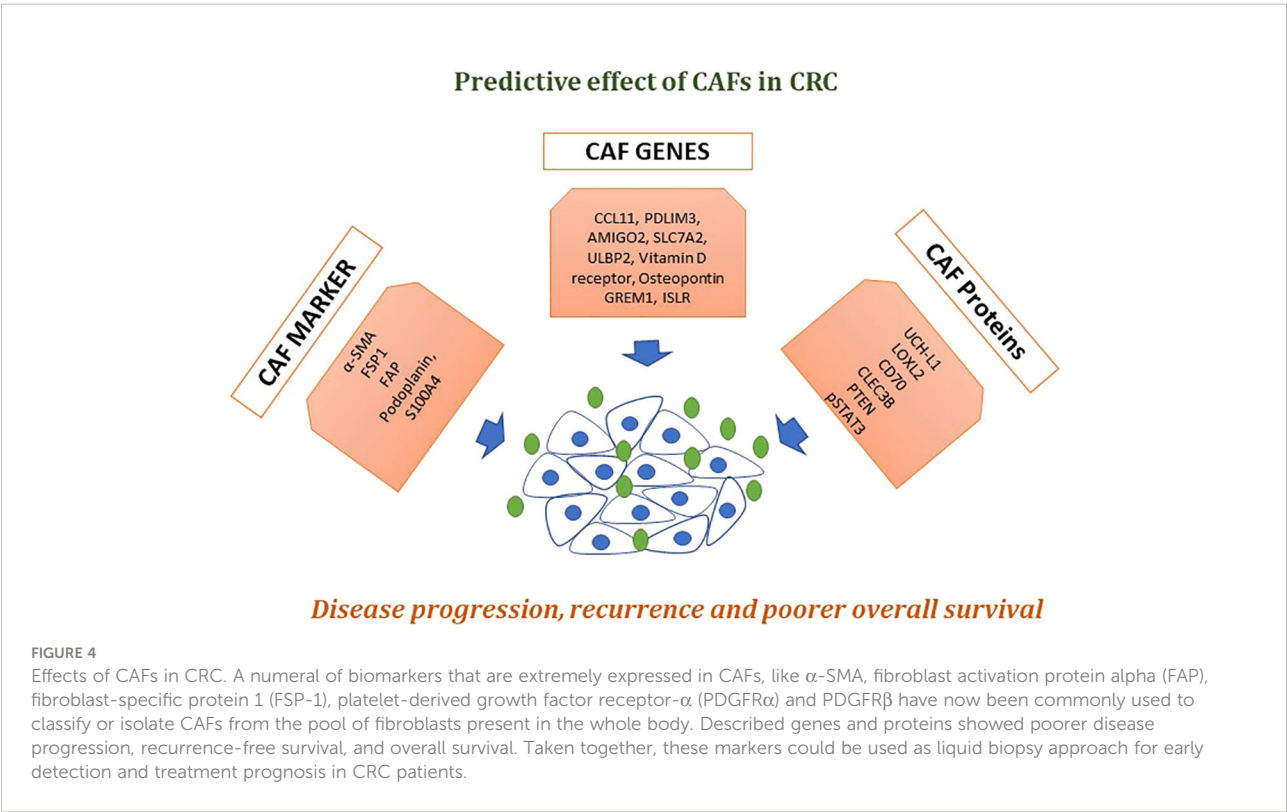 Predictive effect of CAFs in CRC
CAF GENES
CCL11, PDLIM3,
AMIGO2, SLC7A2,
ULBP2, Vitamin D
receptor, Osteopontin
GREM1, ISLR
CAF MARKER
α-SMA
FSP1
FAP
Podoplanin,
S100A4
CAF Proteins
UCH-L1
LOXL2
CD70
CLEC3B
PTEN
pSTAT3
Disease progression, recurrence and poorer overall survival
FIGURE 4
Effects of CAFs in CRC. A numeral of biomarkers that are extremely expressed in CAFs, like α-SMA, fibroblast activation protein alpha (FAP),
fibroblast-specific protein 1 (FSP-1), platelet-derived growth factor receptor-α (PDGFRα) and PDGFRβ have now been commonly used to
classify or isolate CAFs from the pool of fibroblasts present in the whole body. Described genes and proteins showed poorer disease
progression, recurrence-free survival, and overall survival. Taken together, these markers could be used as liquid biopsy approach for early
detection and treatment prognosis in CRC patients.